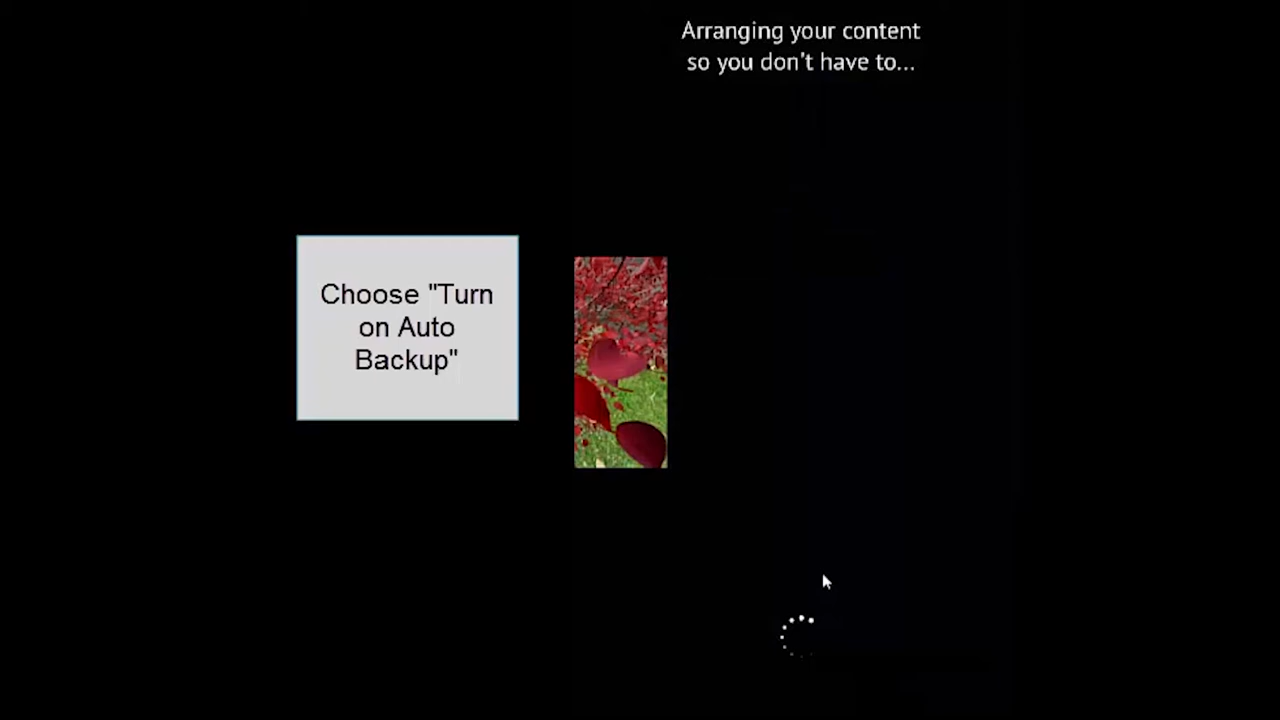 Arranging your content
so you don't have to...
Choose "Turn
on Auto
Backup"